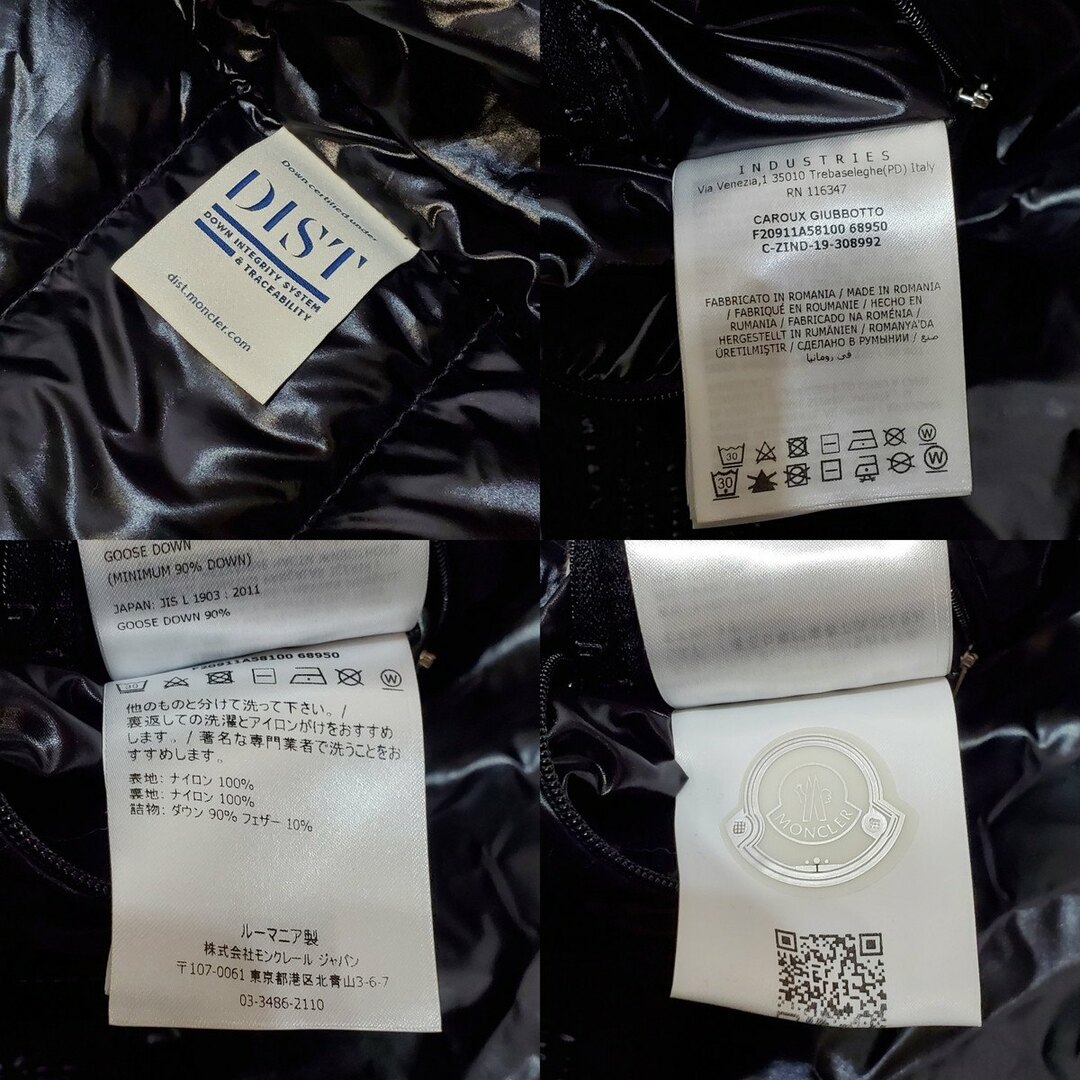 Down certified under
DIST
DOWN INTEGRITY SYSTEM
& TRACEABILITY
dist.moncler.com
INDUSTRIES
Via Venezia,1 35010 Trebaseleghe(PD) Italy
RN 116347
CAROUX GIUBBOTTO
F20911A58100 68950
C-ZIND-19-308992
FABBRICATO IN ROMANIA / MADE IN ROMANIA
/ FABRIQUÉ EN ROUMANIE / HECHO EN
RUMANIA / FABRICADO NA ROMÉNIA /
HERGESTELLT IN RUMÄNIEN / ROMANYA'DA
ÜRETILMIŞTIR / СДЕЛАНО В РУМЫНИИ / صنع
في رومانيا
30
W
30
W
GOOSE DOWN
(MINIMUM 90% DOWN)
JAPAN: JIS L 1903 : 2011
GOOSE DOWN 90%
F20911A58100 68950
30
W
他のものと分けて洗って下さい。/
裏返しての洗濯とアイロンがけをおすすめ
します。/ 著名な専門業者で洗うことをお
すすめします。
表地: ナイロン 100%
裏地: ナイロン 100%
詰物: ダウン 90% フェザー 10%
ルーマニア製
株式会社モンクレール ジャパン
〒107-0061 東京都港区北青山3-6-7
03-3486-2110
MONCLER